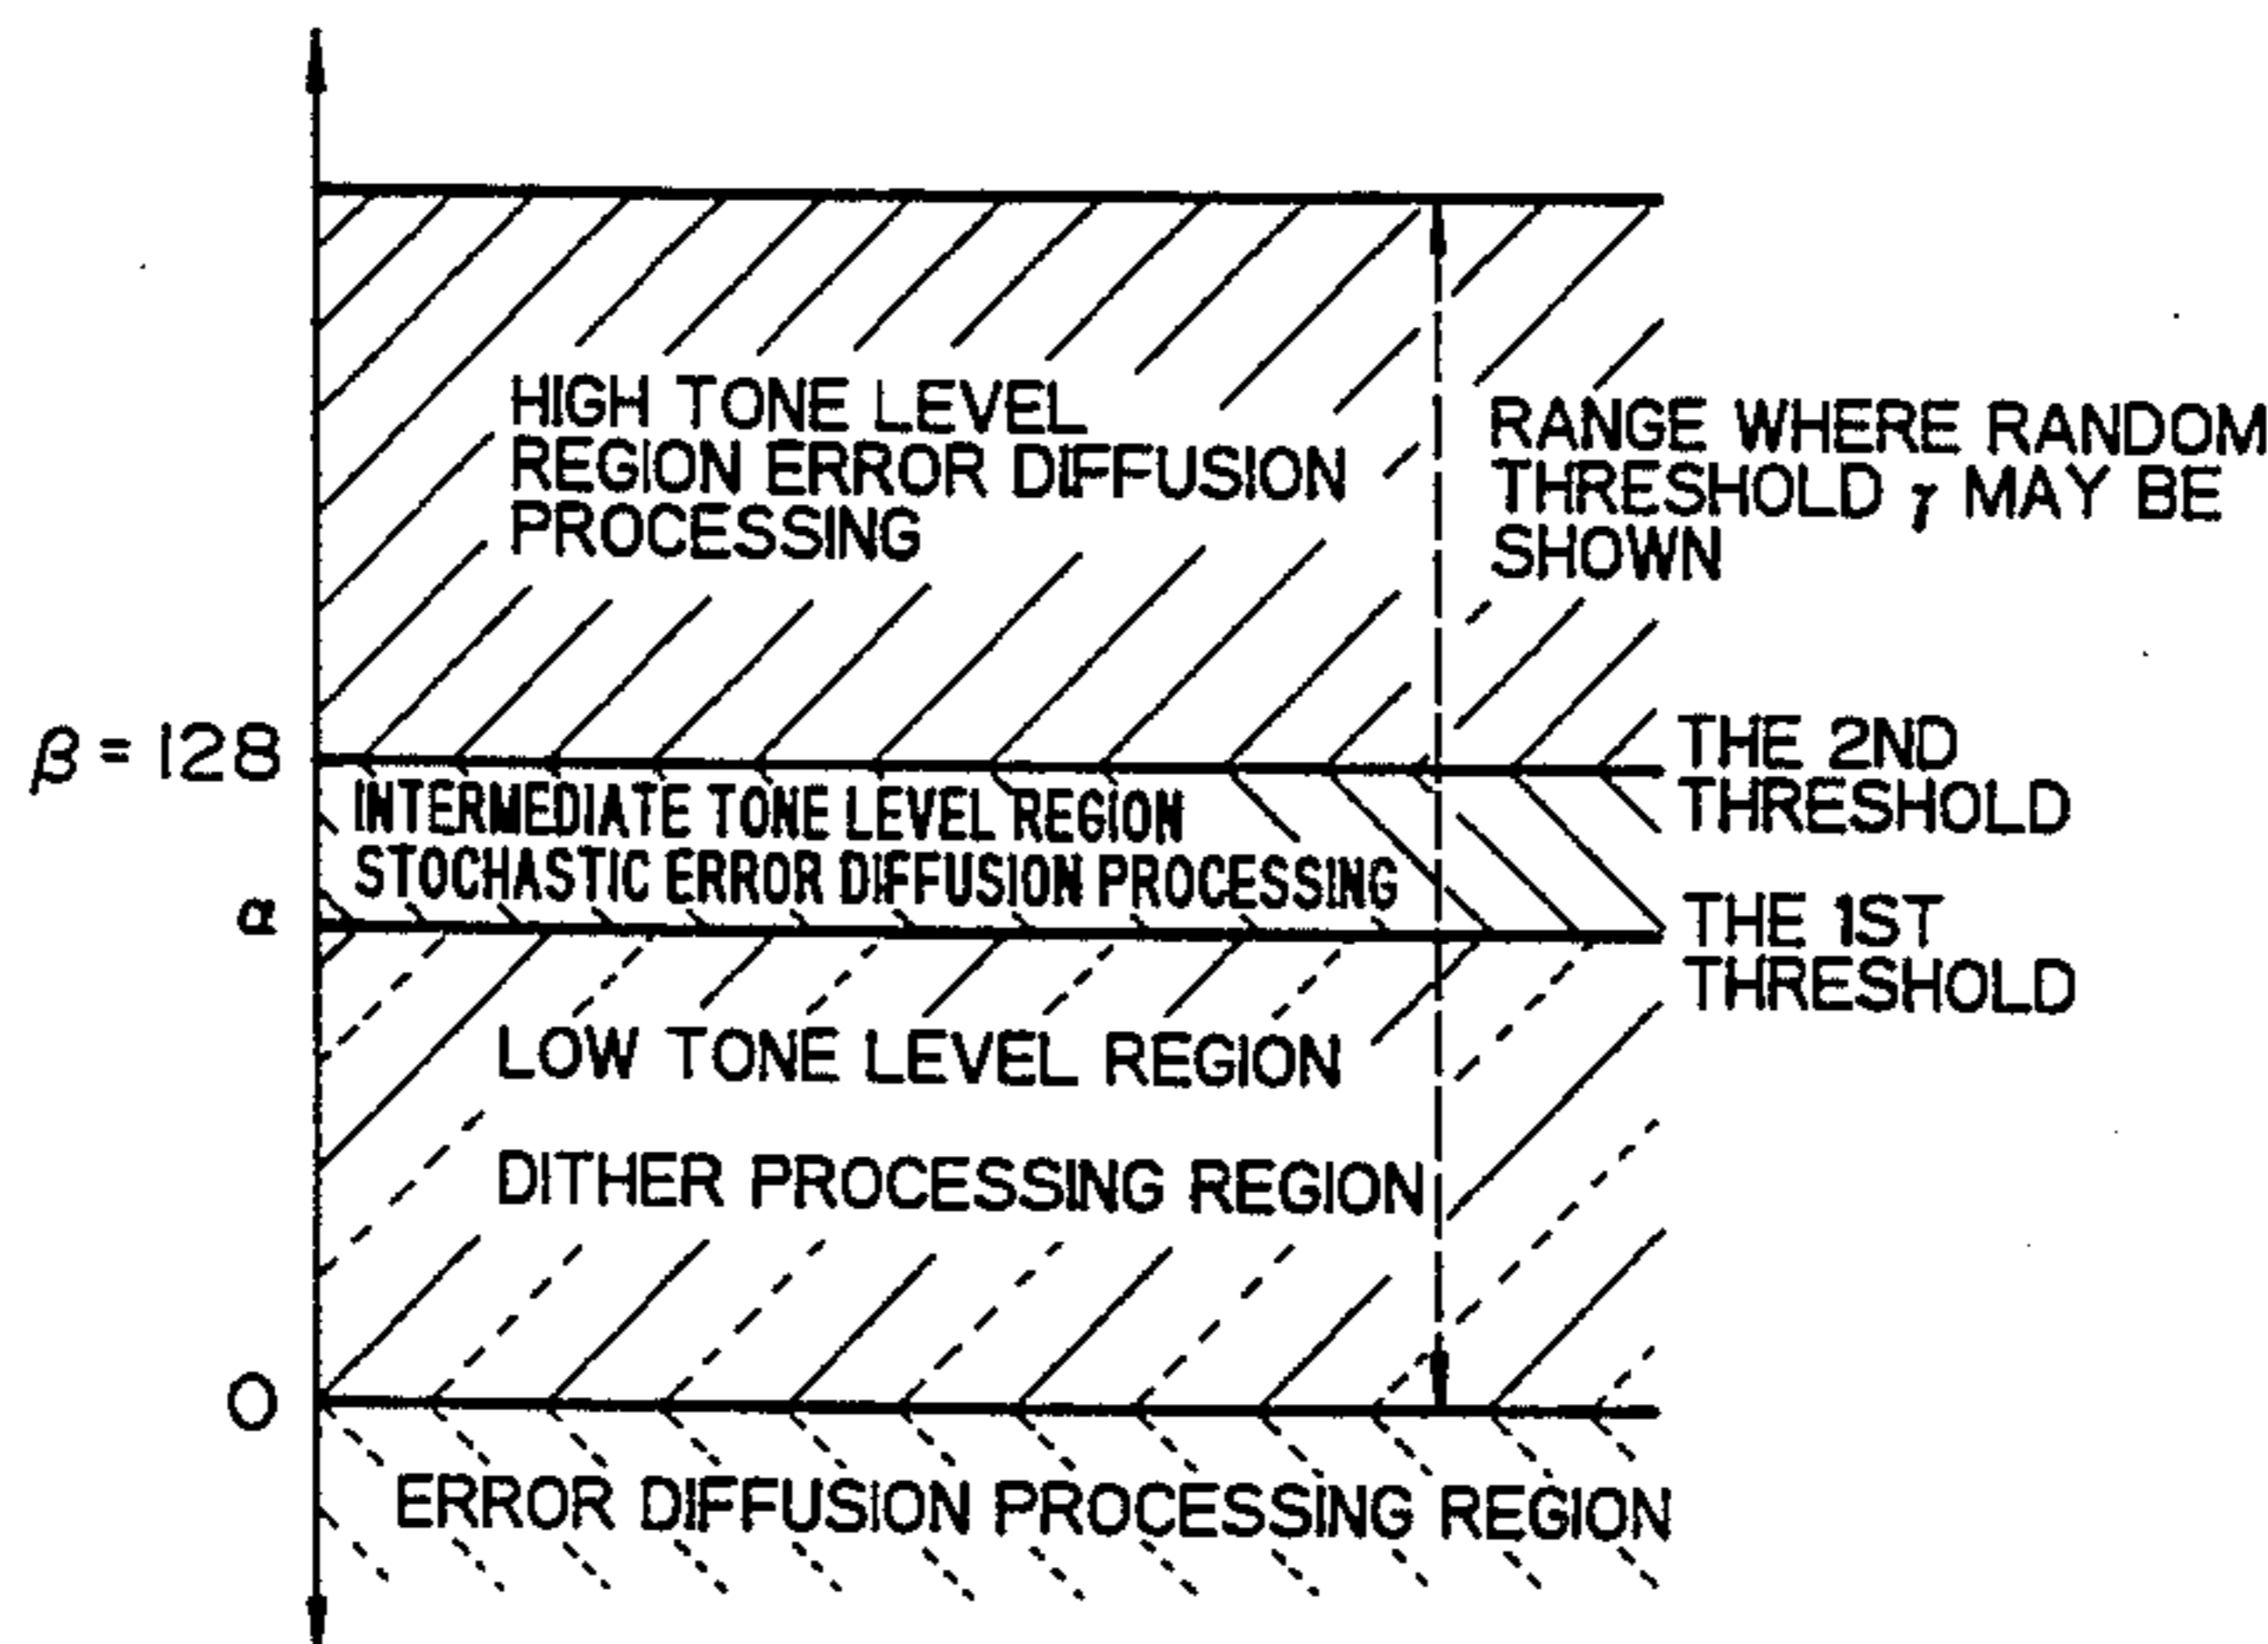 HIGH TONE LEVEL
REGION ERROR DIFFUSION
PROCESSING
RANGE WHERE RANDOM
THRESHOLD γ MAY BE
SHOWN
β = 128
THE 2ND
THRESHOLD
INTERMEDIATE TONE LEVEL REGION
STOCHASTIC ERROR DIFFUSION PROCESSING
α
THE 1ST
THRESHOLD
LOW TONE LEVEL REGION
DITHER PROCESSING REGION
0
ERROR DIFFUSION PROCESSING REGION